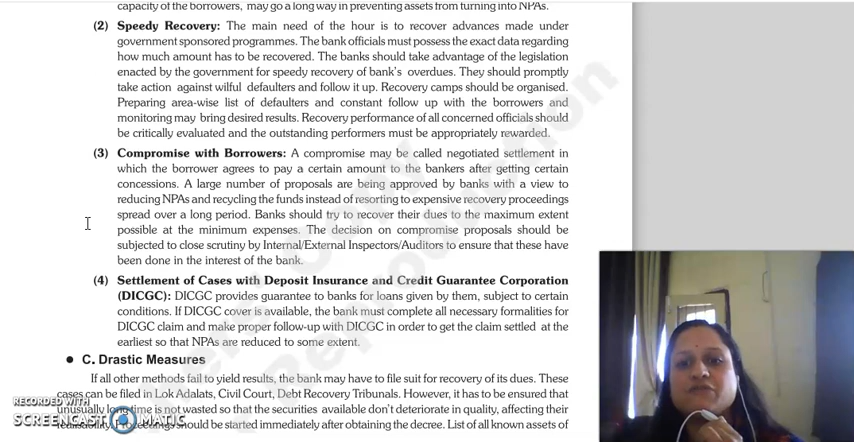 capacity of the borrowers, may go a long way in preventing assets from turning into NPAs.
(2) Speedy Recovery: The main need of the hour is to recover advances made under
government sponsored programmes. The bank officials must possess the exact data regarding
how much amount has to be recovered. The banks should take advantage of the legislation
enacted by the government for speedy recovery of bank's overdues. They should promptly
take action against wilful defaulters and follow it up. Recovery camps should be organised.
Preparing area-wise list of defaulters and constant follow up with the borrowers and
monitoring may bring desired results. Recovery performance of all concerned officials should
be critically evaluated and the outstanding performers must be appropriately rewarded.
(3) Compromise with Borrowers: A compromise may be called negotiated settlement in
which the borrower agrees to pay a certain amount to the bankers after getting certain
concessions. A large number of proposals are being approved by banks with a view to
reducing NPAs and recycling the funds instead of resorting to expensive recovery proceedings
spread over a long period. Banks should try to recover their dues to the maximum extent
possible at the minimum expenses. The decision on compromise proposals should be
subjected to close scrutiny by Internal/External Inspectors/Auditors to ensure that these have
been done in the interest of the bank.
(4) Settlement of Cases with Deposit Insurance and Credit Guarantee Corporation
(DICGC): DICGC provides guarantee to banks for loans given by them, subject to certain
conditions. If DICGC cover is available, the bank must complete all necessary formalities for
DICGC claim and make proper follow-up with DICGC in order to get the claim settled at the
earliest so that NPAs are reduced to some extent.
• C. Drastic Measures
If all other methods fail to yield results, the bank may have to file suit for recovery of its dues. These
cases can be filed in Lok Adalats, Civil Court, Debt Recovery Tribunals. However, it has to be ensured that
unusually long time is not wasted so that the securities available don't deteriorate in quality, affecting their
should be started immediately after obtaining the decree. List of all known assets of
RECORDED WITH
SCREENCAST MATIC